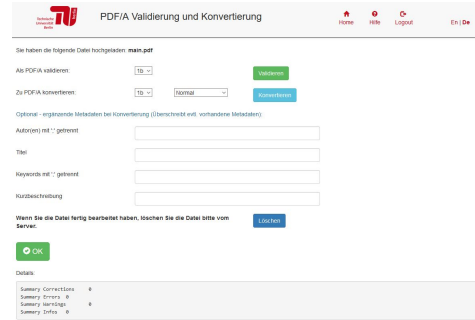 Technische
Universität
Berlin
PDF/A Validierung und Konvertierung
Home
Hilfe
Logout
En | De
Sie haben die folgende Datei hochgeladen: main.pdf
Als PDF/A validieren:
1b
Validieren
Zu PDF/A konvertieren:
1b
Normal
Konvertieren
Optional - ergänzende Metadaten bei Konvertierung (Überschreibt evtl. vorhandene Metadaten):
Autor(en) mit ';' getrennt
Titel
Keywords mit ';' getrennt
Kurzbeschreibung
Wenn Sie die Datei fertig bearbeitet haben, löschen Sie die Datei bitte vom
Server.
Löschen
OK
Details:
Summary Corrections 0
Summary Errors 0
Summary Warnings 0
Summary Infos 0